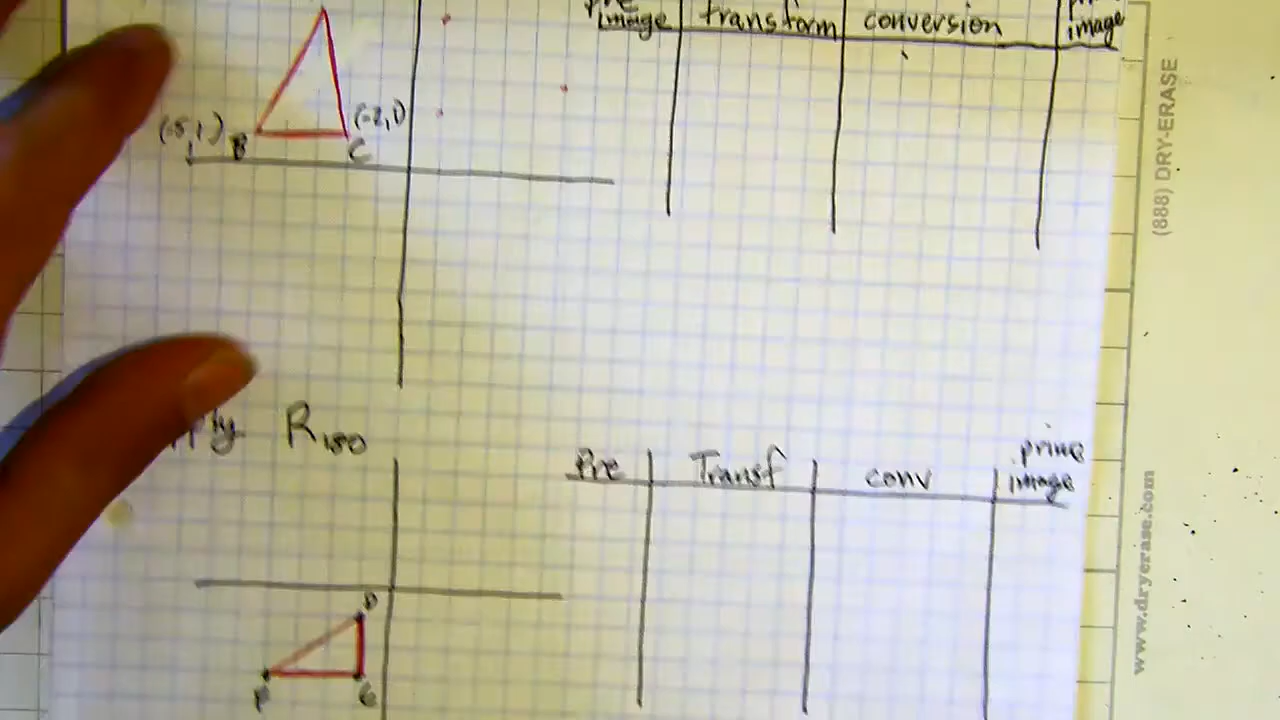 pre
image transform conversion image
(-5,1) B (-2,1) C
R180
Pre Transf conv prime image
D
F
(888) DRY-ERASE
www.dryerase.com